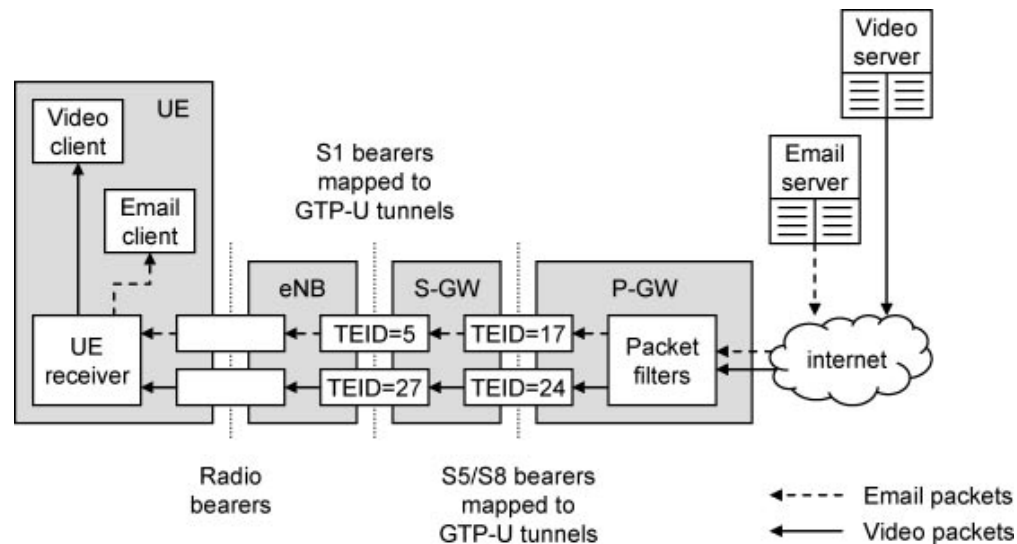 Video
server
UE
Video
client
S1 bearers
mapped to
GTP-U tunnels
Email
server
Email
client
eNB
S-GW
P-GW
UE
receiver
TEID=5
TEID=17
TEID=27
TEID=24
Packet
filters
internet
Radio
bearers
S5/S8 bearers
mapped to
GTP-U tunnels
Email packets
Video packets